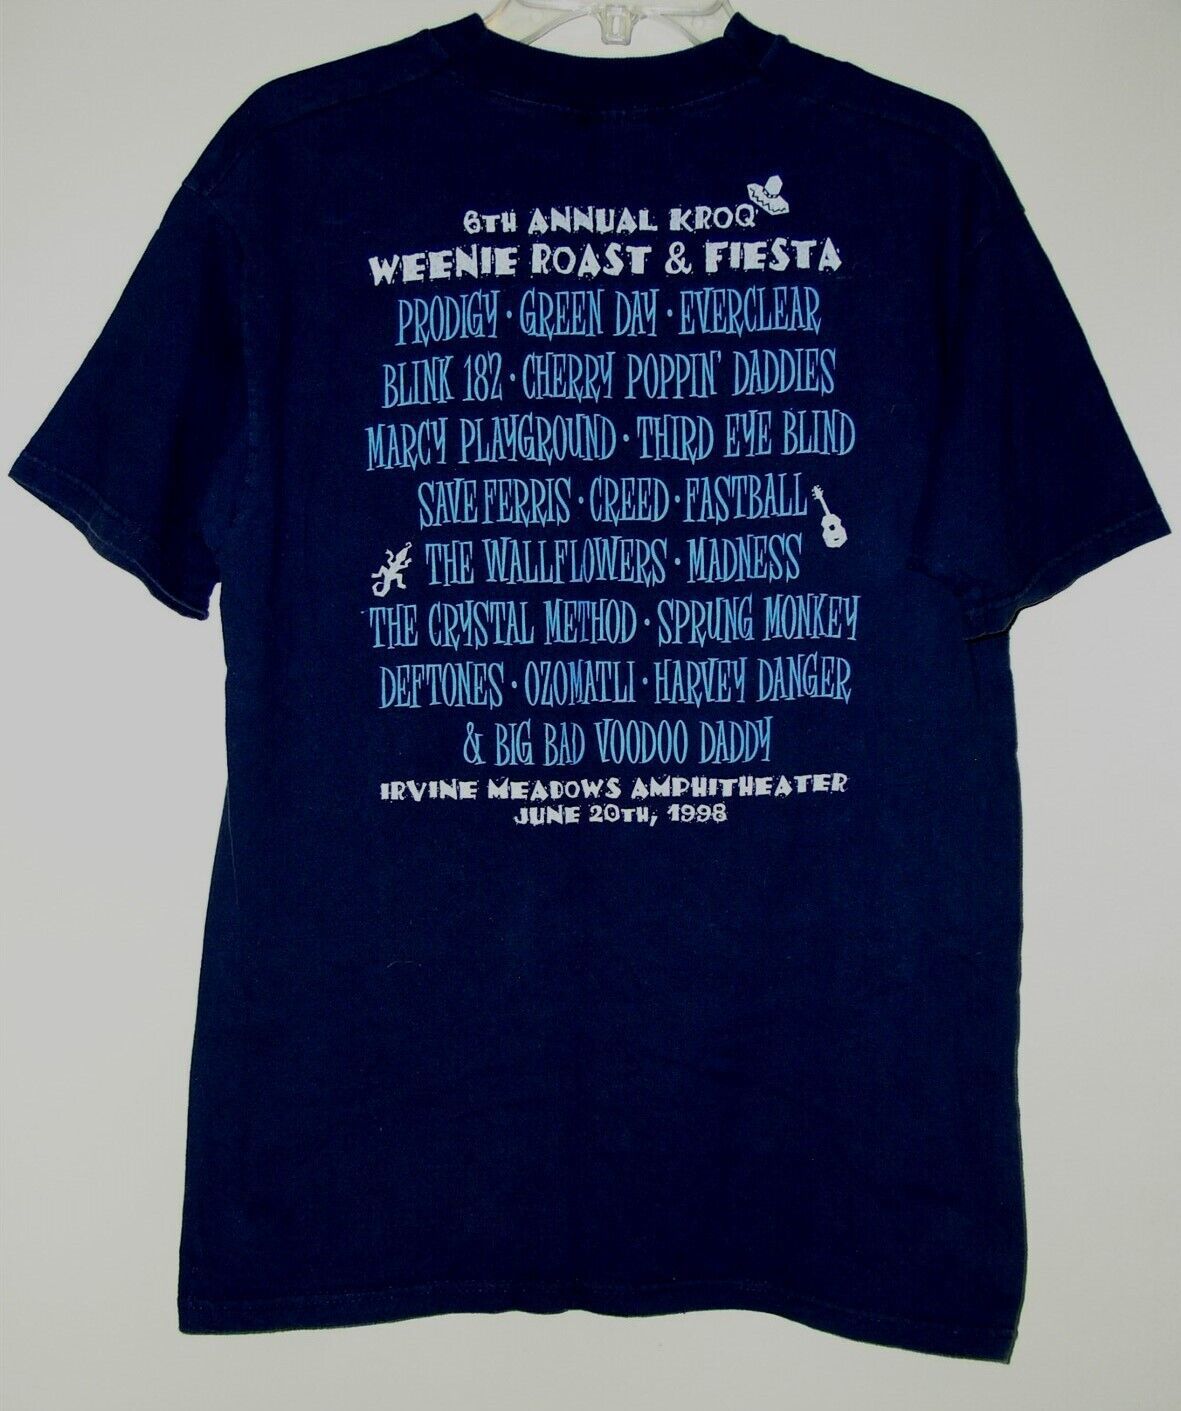 6TH ANNUAL KROQ
WEENIE ROAST & FIESTA
PRODIGY · GREEN DAY · EVERCLEAR
BLINK 182 · CHERRY POPPIN' DADDIES
MARCY PLAYGROUND · THIRD EYE BLIND
SAVE FERRIS · CREED · FASTBALL
THE WALLFLOWERS · MADNESS
THE CRYSTAL METHOD · SPRUNG MONKEY
DEFTONES · OZOMATLI · HARVEY DANGER
& BIG BAD VOODOO DADDY
IRVINE MEADOWS AMPHITHEATER
JUNE 20TH, 1998